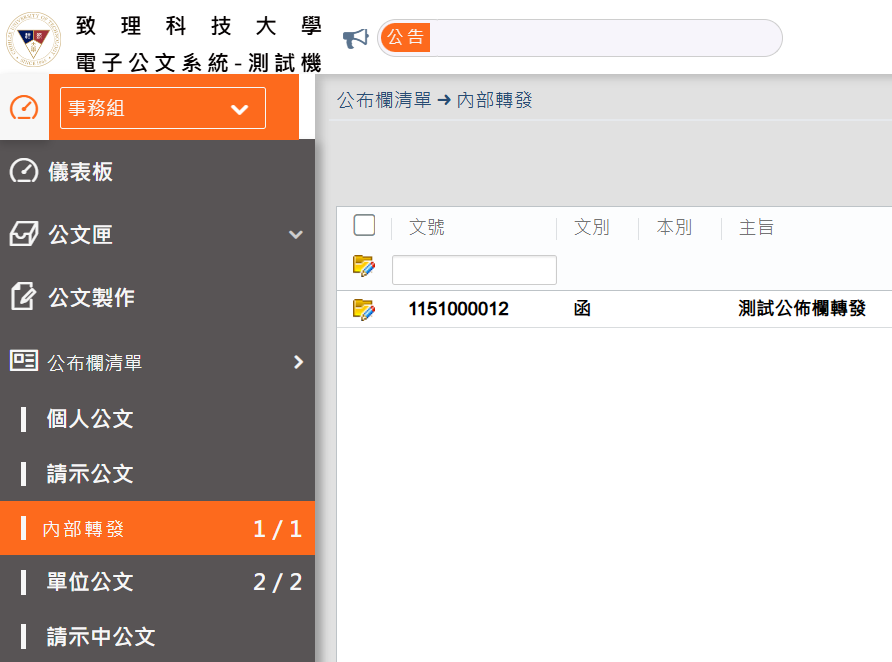 致理科技大學
電子公文系統-測試機
公告
事務組
公布欄清單 → 內部轉發
儀表板
公文匣
公文製作
公布欄清單
個人公文
請示公文
內部轉發 1 / 1
單位公文 2 / 2
請示中公文
文號 文別 本別 主旨
1151000012 函 測試公佈欄轉發